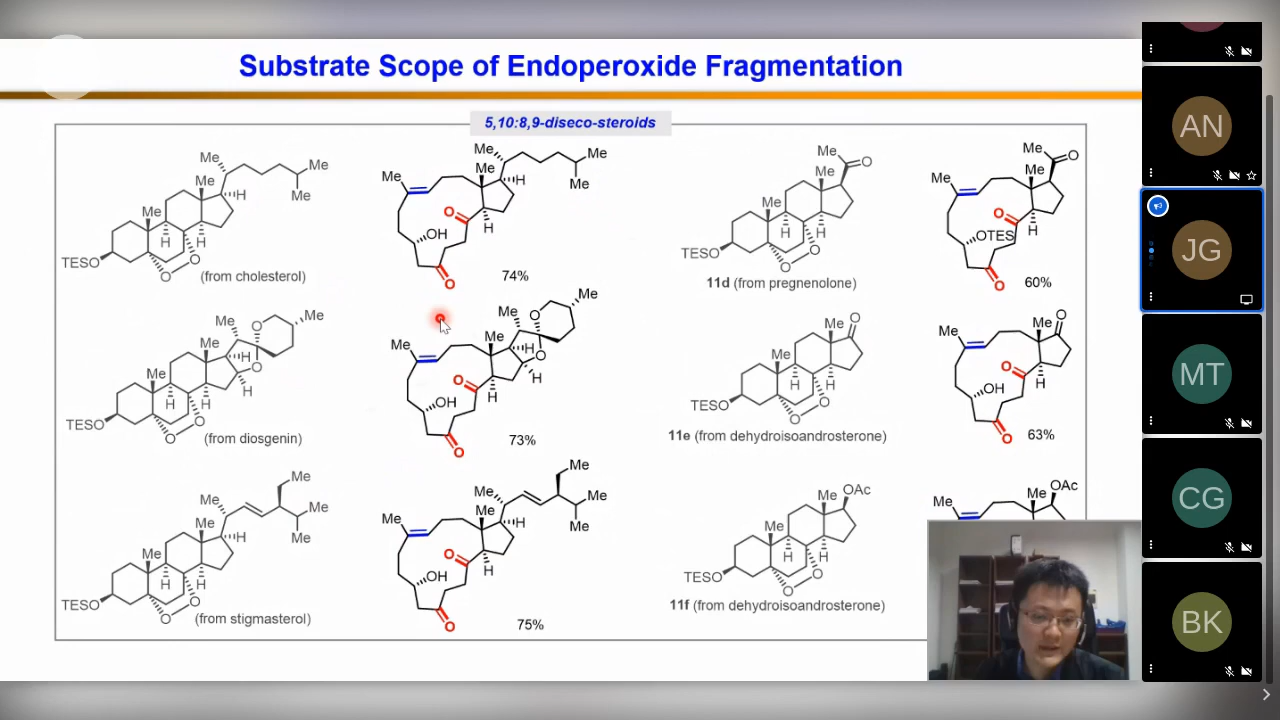 Substrate Scope of Endoperoxide Fragmentation
5,10:8,9-diseco-steroids
Me
Me
Me
Me
Me
H
H
H
H
TESO
O
O
(from cholesterol)
Me
Me
Me
Me
Me
H
H
O
OH
O
74%
Me
Me
H
H
H
TESO
O
O
Me
O
11d (from pregnenolone)
Me
Me
Me
O
O
H
OTES
O
60%
Me
Me
Me
Me
O
O
H
H
H
H
TESO
O
O
(from diosgenin)
Me
Me
Me
Me
O
O
H
H
H
O
OH
O
73%
Me
Me
O
H
H
TESO
O
O
11e (from dehydroisoandrosterone)
Me
Me
O
O
H
OH
O
63%
Me
Me
Me
Me
Me
Me
H
H
H
H
TESO
O
O
(from stigmasterol)
Me
Me
Me
Me
Me
Me
H
H
O
OH
O
75%
Me
Me
OAc
H
H
TESO
O
O
11f (from dehydroisoandrosterone)
Me
Me
OAc
AN
JG
MT
CG
BK